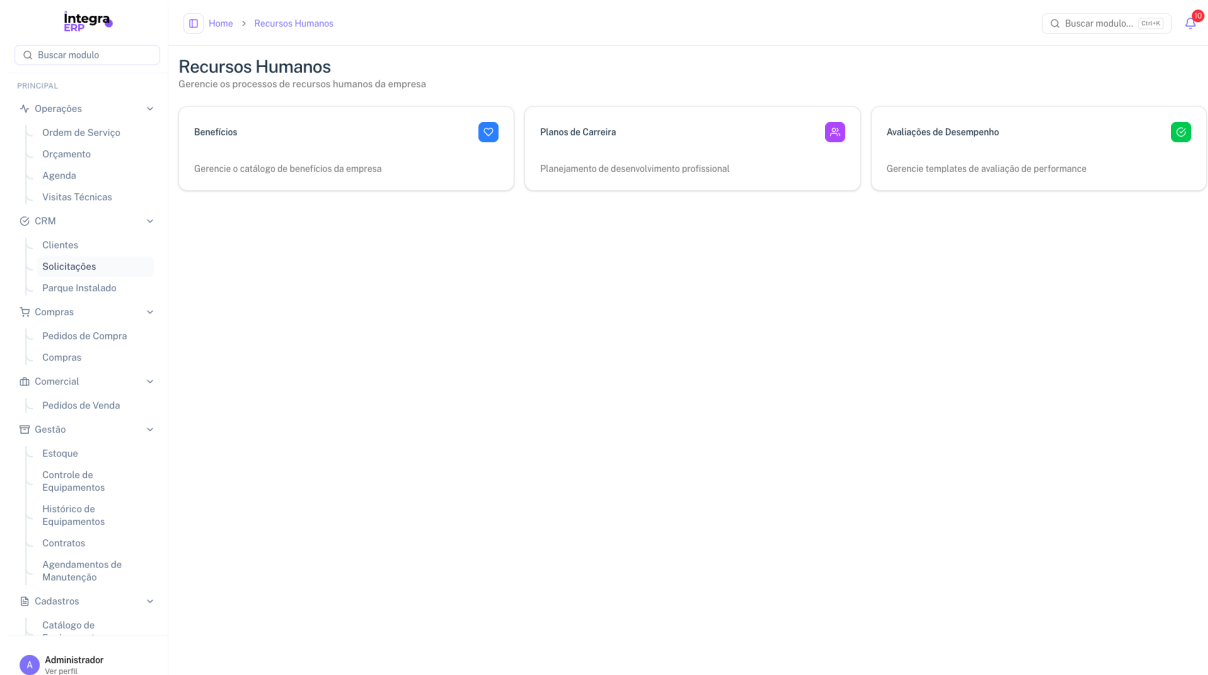 integra
ERP
Buscar modulo
PRINCIPAL
Operações
Ordem de Serviço
Orçamento
Agenda
Visitas Técnicas
CRM
Clientes
Solicitações
Parque Instalado
Compras
Pedidos de Compra
Compras
Comercial
Pedidos de Venda
Gestão
Estoque
Controle de
Equipamentos
Histórico de
Equipamentos
Contratos
Agendamentos de
Manutenção
Cadastros
Catálogo de
A
Administrador
Ver perfil
Home > Recursos Humanos
Buscar modulo... Ctrl+K
10
Recursos Humanos
Gerencie os processos de recursos humanos da empresa
Benefícios
Gerencie o catálogo de benefícios da empresa
Planos de Carreira
Planejamento de desenvolvimento profissional
Avaliações de Desempenho
Gerencie templates de avaliação de performance